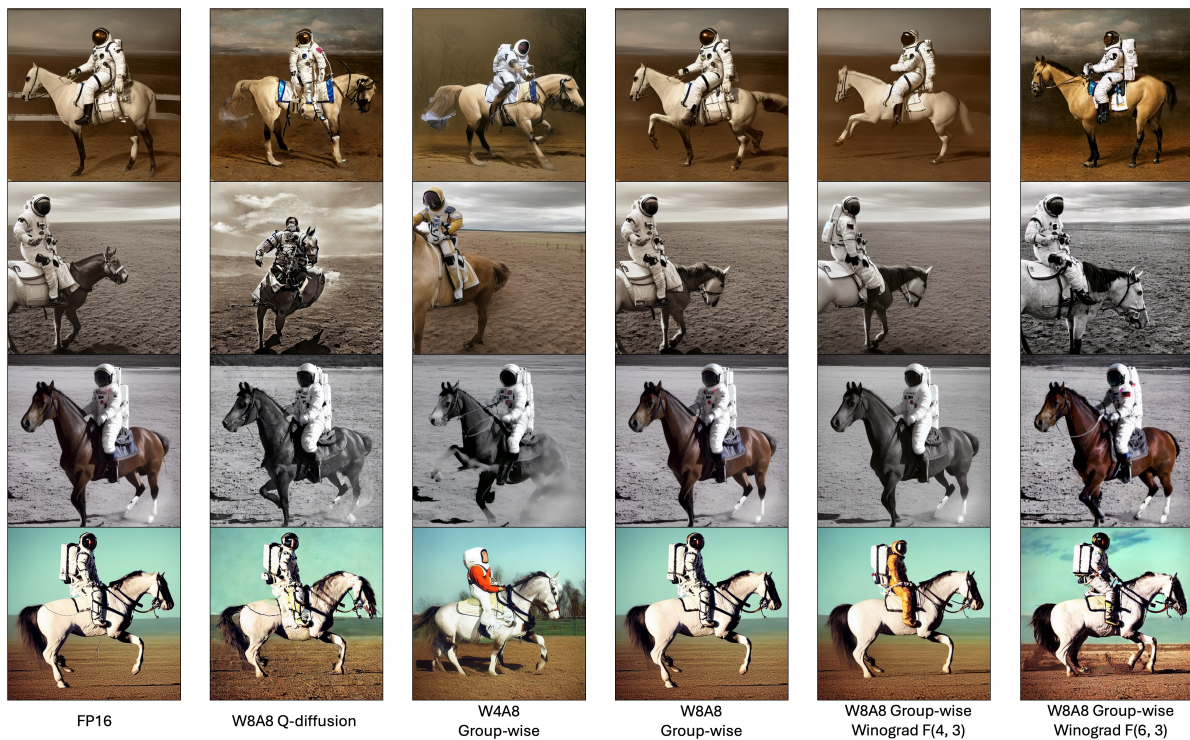 FP16
W8A8 Q-diffusion
W4A8
Group-wise
W8A8
Group-wise
W8A8 Group-wise
Winograd F(4, 3)
W8A8 Group-wise
Winograd F(6, 3)